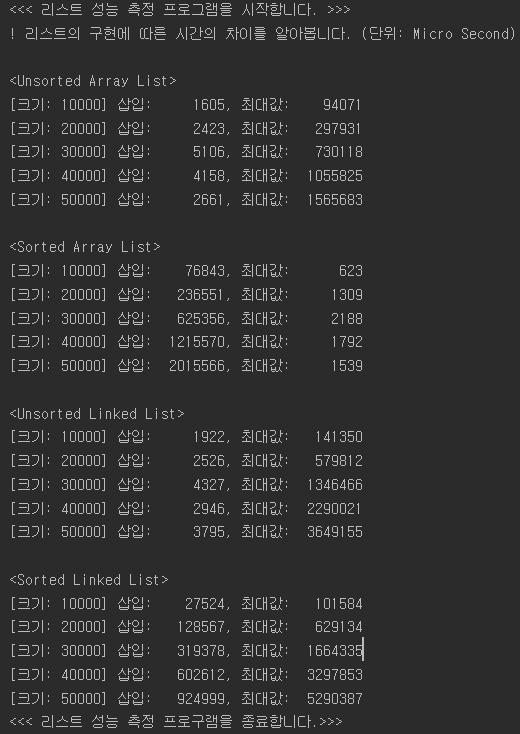 <<< 리스트 성능 측정 프로그램을 시작합니다. >>>
! 리스트의 구현에 따른 시간의 차이를 알아봅니다. (단위: Micro Second)
<Unsorted Array List>
[크기: 10000] 삽입: 1605, 최대값: 94071
[크기: 20000] 삽입: 2423, 최대값: 297931
[크기: 30000] 삽입: 5106, 최대값: 730118
[크기: 40000] 삽입: 4158, 최대값: 1055825
[크기: 50000] 삽입: 2661, 최대값: 1565683
<Sorted Array List>
[크기: 10000] 삽입: 76843, 최대값: 623
[크기: 20000] 삽입: 236551, 최대값: 1309
[크기: 30000] 삽입: 625356, 최대값: 2188
[크기: 40000] 삽입: 1215570, 최대값: 1792
[크기: 50000] 삽입: 2015566, 최대값: 1539
<Unsorted Linked List>
[크기: 10000] 삽입: 1922, 최대값: 141350
[크기: 20000] 삽입: 2526, 최대값: 579812
[크기: 30000] 삽입: 4327, 최대값: 1346466
[크기: 40000] 삽입: 2946, 최대값: 2290021
[크기: 50000] 삽입: 3795, 최대값: 3649155
<Sorted Linked List>
[크기: 10000] 삽입: 27524, 최대값: 101584
[크기: 20000] 삽입: 128567, 최대값: 629134
[크기: 30000] 삽입: 319378, 최대값: 1664335
[크기: 40000] 삽입: 602612, 최대값: 3297853
[크기: 50000] 삽입: 924999, 최대값: 5290387
<<< 리스트 성능 측정 프로구램을 종료합니다.>>>